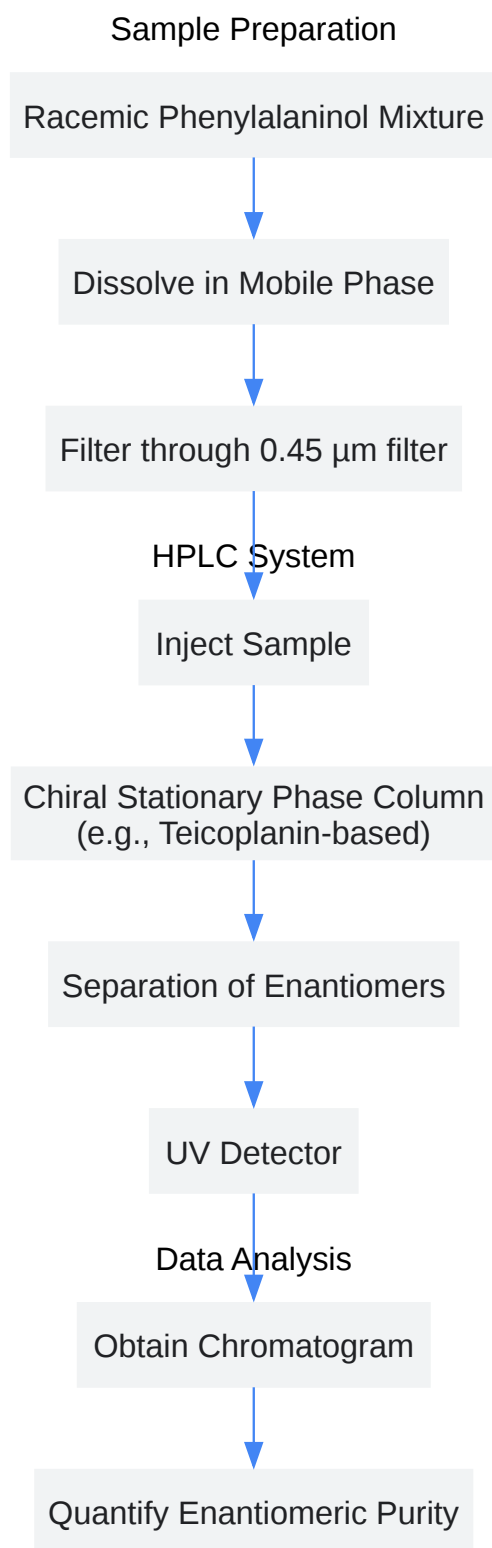 Sample Preparation
Racemic Phenylalaninol Mixture
Dissolve in Mobile Phase
Filter through 0.45 µm filter
HPLC System
Inject Sample
Chiral Stationary Phase Column
(e.g., Teicoplanin-based)
Separation of Enantiomers
UV Detector
Data Analysis
Obtain Chromatogram
Quantify Enantiomeric Purity